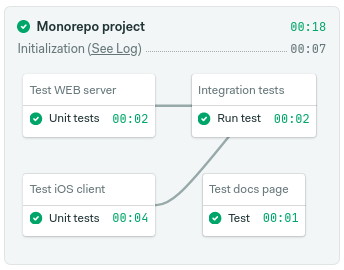 Monorepo project 00:18
Initialization (See Log) 00:07
Test WEB server
Unit tests 00:02
Integration tests
Run test 00:02
Test iOS client
Unit tests 00:04
Test docs page
Test 00:01